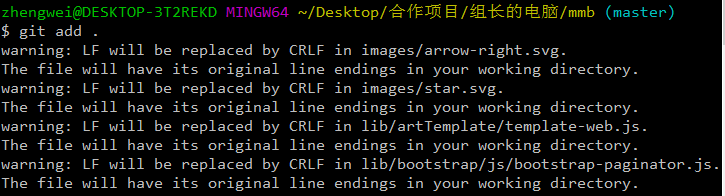 zhengwei@DESKTOP-3T2REKD MINGW64 ~/Desktop/合作项目/组长的电脑/mmb (master)
$ git add .
warning: LF will be replaced by CRLF in images/arrow-right.svg.
The file will have its original line endings in your working directory.
warning: LF will be replaced by CRLF in images/star.svg.
The file will have its original line endings in your working directory.
warning: LF will be replaced by CRLF in lib/artTemplate/template-web.js.
The file will have its original line endings in your working directory.
warning: LF will be replaced by CRLF in lib/bootstrap/js/bootstrap-paginator.js.
The file will have its original line endings in your working directory.